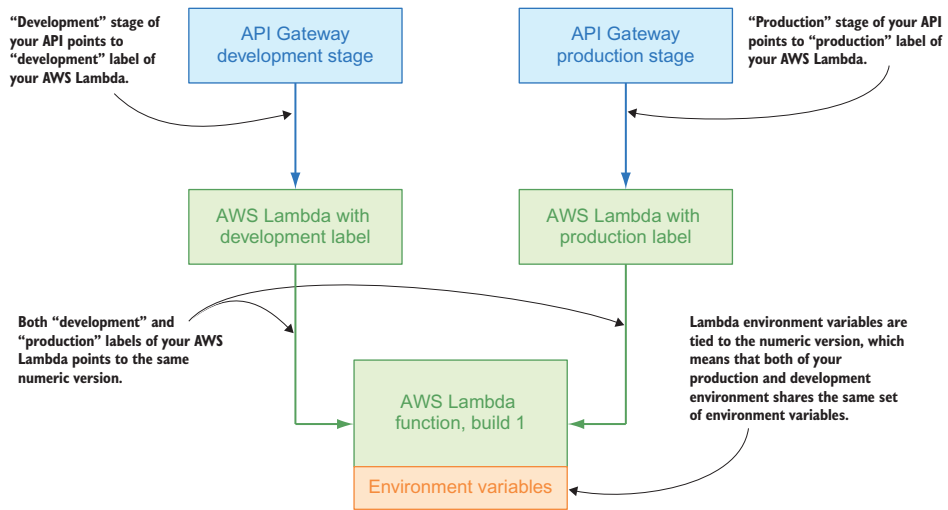 “Development” stage of
your API points to
“development” label of
your AWS Lambda.
API Gateway
development stage
API Gateway
production stage
“Production” stage of your API
points to “production” label of
your AWS Lambda.
AWS Lambda with
development label
AWS Lambda with
production label
Both “development” and
“production” labels of your AWS
Lambda points to the same
numeric version.
Lambda environment variables are
tied to the numeric version, which
means that both of your
production and development
environment shares the same set
of environment variables.
AWS Lambda
function, build 1
Environment variables